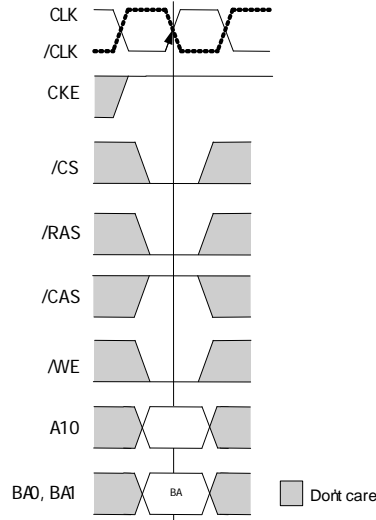 CLK
/CLK
CKE
/CS
/RAS
/CAS
/WE
A10
BA0, BA1
BA
Don't care